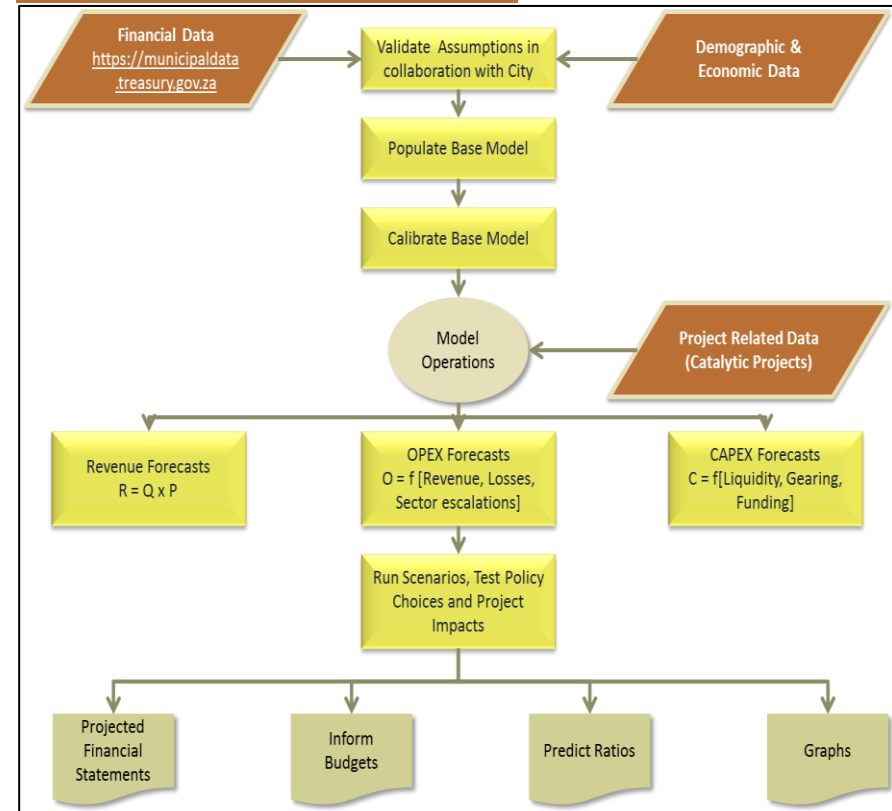 Financial Data
https://municipaldata
.treasury.gov.za
Validate Assumptions in
collaboration with City
Demographic &
Economic Data
Populate Base Model
Calibrate Base Model
Model
Operations
Project Related Data
(Catalytic Projects)
Revenue Forecasts
R = Q x P
OPEX Forecasts
O = f [Revenue, Losses,
Sector escalations]
CAPEX Forecasts
C = f[Liquidity, Gearing,
Funding]
Run Scenarios, Test Policy
Choices and Project
Impacts
Projected
Financial
Statements
Inform
Budgets
Predict Ratios
Graphs